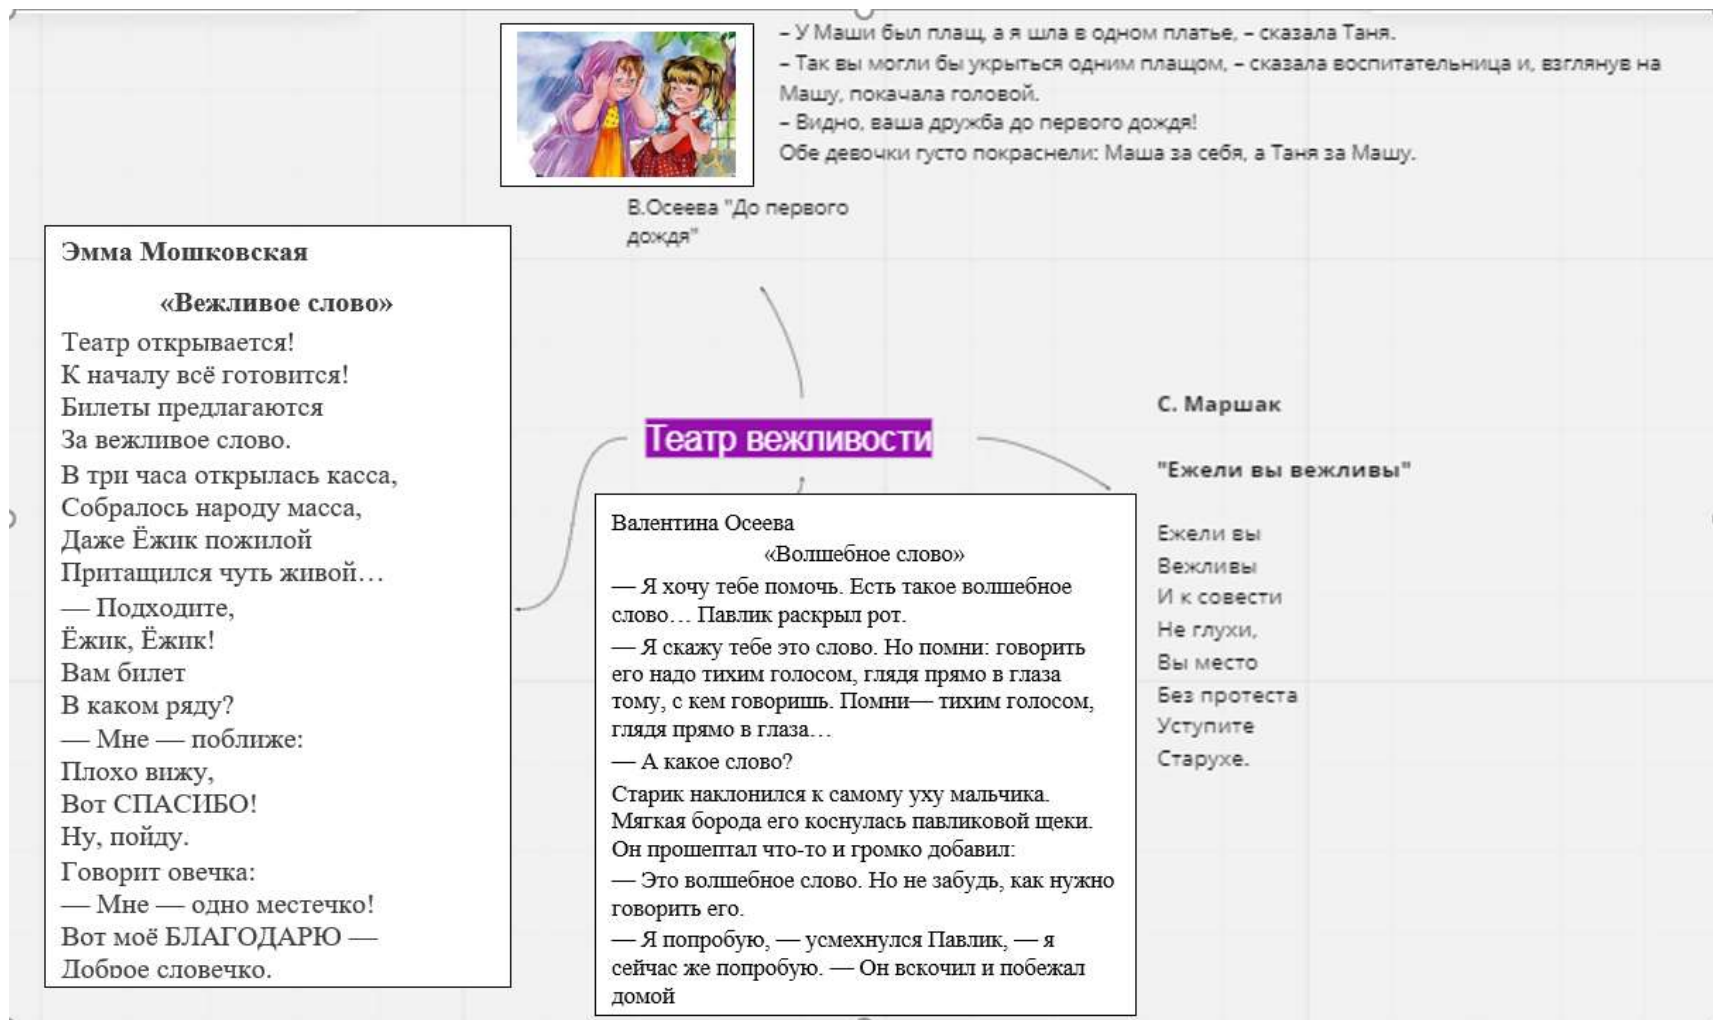 – У Маши был плащ, а я шла в одном платье, – сказала Таня.
– Так вы могли бы укрыться одним плащом, – сказала воспитательница и, взглянув на
Машу, покачала головой.
– Видно, ваша дружба до первого дождя!
Обе девочки густо покраснели: Маша за себя, а Таня за Машу.
В.Осеева "До первого
дождя"
Эмма Мошковская
«Вежливое слово»
Театр открывается!
К началу всё готовится!
Билеты предлагаются
За вежливое слово.
В три часа открылась касса,
Собралось народу масса,
Даже Ёжик пожилой
Притащился чуть живой…
— Подходите,
Ёжик, Ёжик!
Вам билет
В каком ряду?
— Мне — поближе:
Плохо вижу,
Вот СПАСИБО!
Ну, пойду.
Говорит овечка:
— Мне — одно местечко!
Вот моё БЛАГОДАРЮ —
Доброе словечко.
Театр вежливости
Валентина Осеева
«Волшебное слово»
— Я хочу тебе помочь. Есть такое волшебное
слово… Павлик раскрыл рот.
— Я скажу тебе это слово. Но помни: говорить
его надо тихим голосом, глядя прямо в глаза
тому, с кем говоришь. Помни— тихим голосом,
глядя прямо в глаза…
— А какое слово?
Старик наклонился к самому уху мальчика.
Мягкая борода его коснулась павликовой щеки.
Он прошептал что-то и громко добавил:
— Это волшебное слово. Но не забудь, как нужно
говорить его.
— Я попробую, — усмехнулся Павлик, — я
сейчас же попробую. — Он вскочил и побежал
домой
С. Маршак
"Ежели вы вежливы"
Ежели вы
Вежливы
И к совести
Не глухи,
Вы место
Без протеста
Уступите
Старухе.